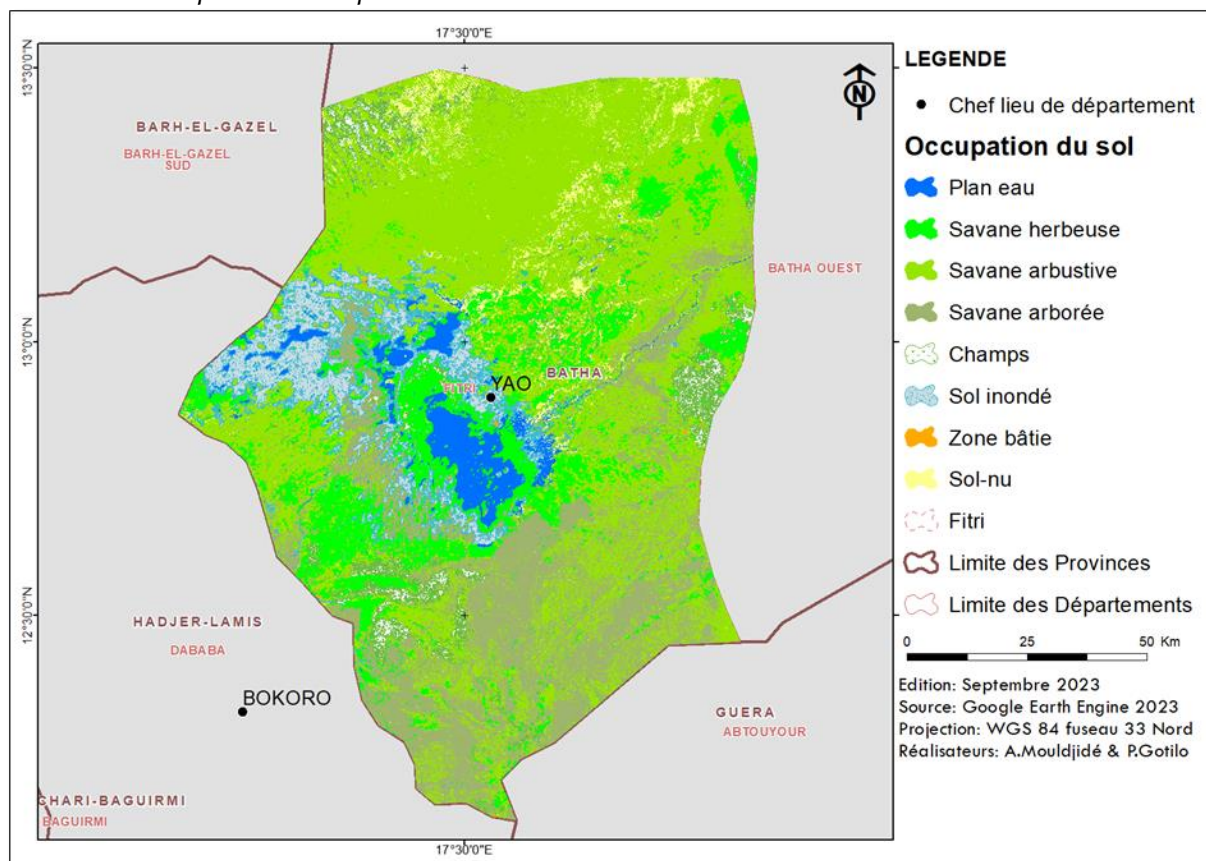 17°30'0"E
13°30'0"N
13°0'0"N
12°30'0"N
BARH-EL-GAZEL
BARH-EL-GAZEL
SUD
BATHA OUEST
YAO
FITRI
BATHA
HADJER-LAMIS
DABABA
BOKORO
GUERA
ABTOUYOUR
CHARI-BAGUIRMI
BAGUIRMI
17°30'0"E
N
LEGENDE
Chef lieu de département
Occupation du sol
Plan eau
Savane herbeuse
Savane arbustive
Savane arborée
Champs
Sol inondé
Zone bâtie
Sol-nu
Fitri
Limite des Provinces
Limite des Départements
0 25 50 Km
Edition: Septembre 2023
Source: Google Earth Engine 2023
Projection: WGS 84 fuseau 33 Nord
Réalisateurs: A.Mouldjidé & P.Gotilo